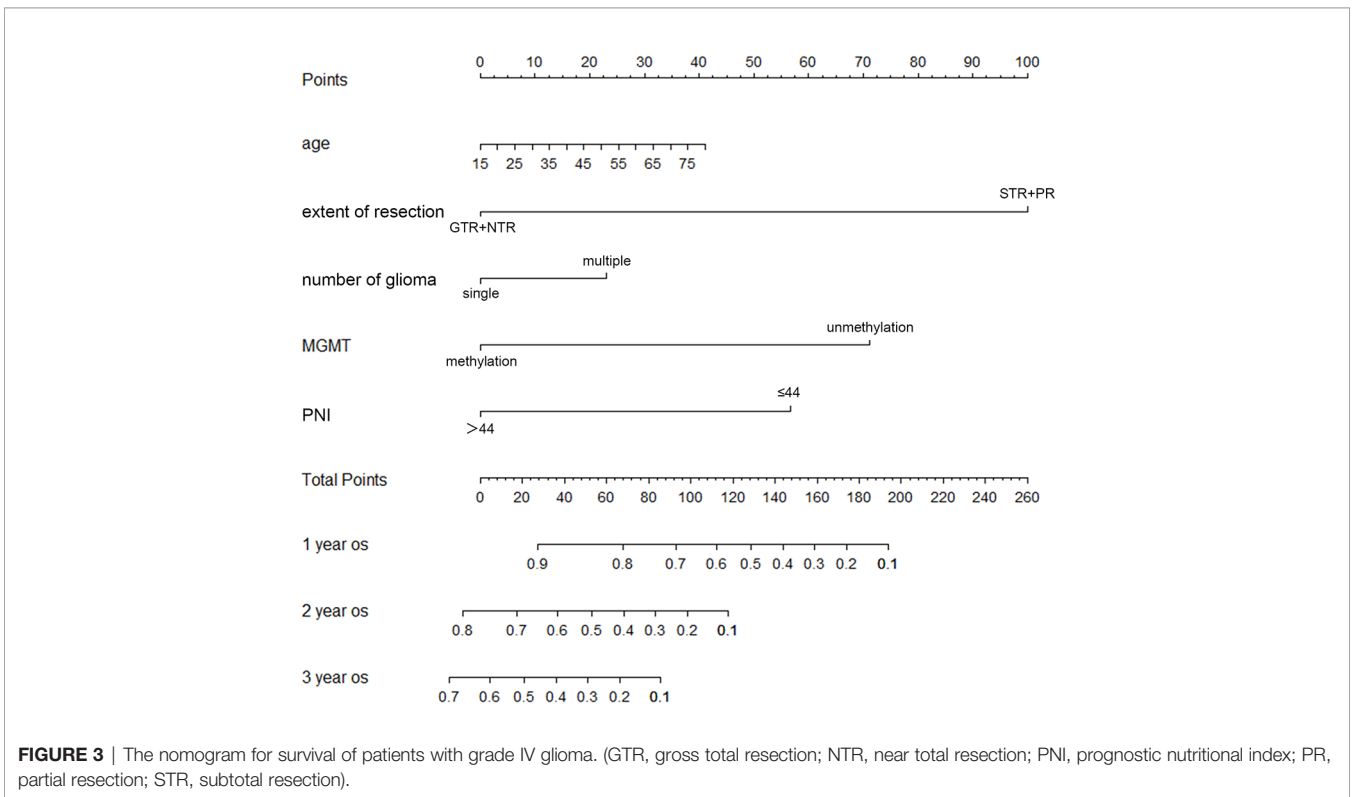 0 10 20 30 40 50 60 70 80 90 100
Points
age
15 25 35 45 55 65 75
STR+PR
extent of resection
GTR+NTR
multiple
number of glioma
single
unmethylation
MGMT
methylation
≤44
PNI
>44
Total Points
0 20 40 60 80 100 120 140 160 180 200 220 240 260
1 year os
0.9 0.8 0.7 0.6 0.5 0.4 0.3 0.2 0.1
2 year os
0.8 0.7 0.6 0.5 0.4 0.3 0.2 0.1
3 year os
0.7 0.6 0.5 0.4 0.3 0.2 0.1
FIGURE 3 | The nomogram for survival of patients with grade IV glioma. (GTR, gross total resection; NTR, near total resection; PNI, prognostic nutritional index; PR,
partial resection; STR, subtotal resection).